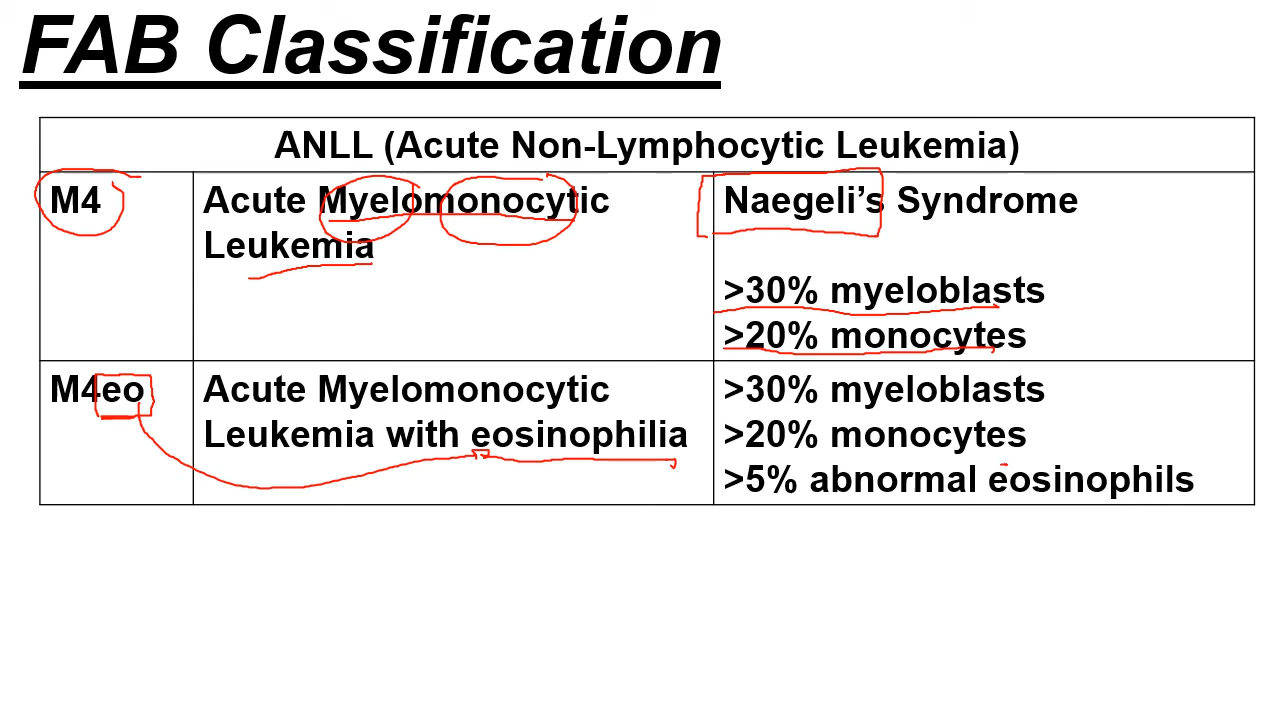 FAB Classification
ANLL (Acute Non-Lymphocytic Leukemia)
M4
Acute Myelomonocytic
Leukemia
Naegeli’s Syndrome
>30% myeloblasts
>20% monocytes
M4eo
Acute Myelomonocytic
Leukemia with eosinophilia
>30% myeloblasts
>20% monocytes
>5% abnormal eosinophils